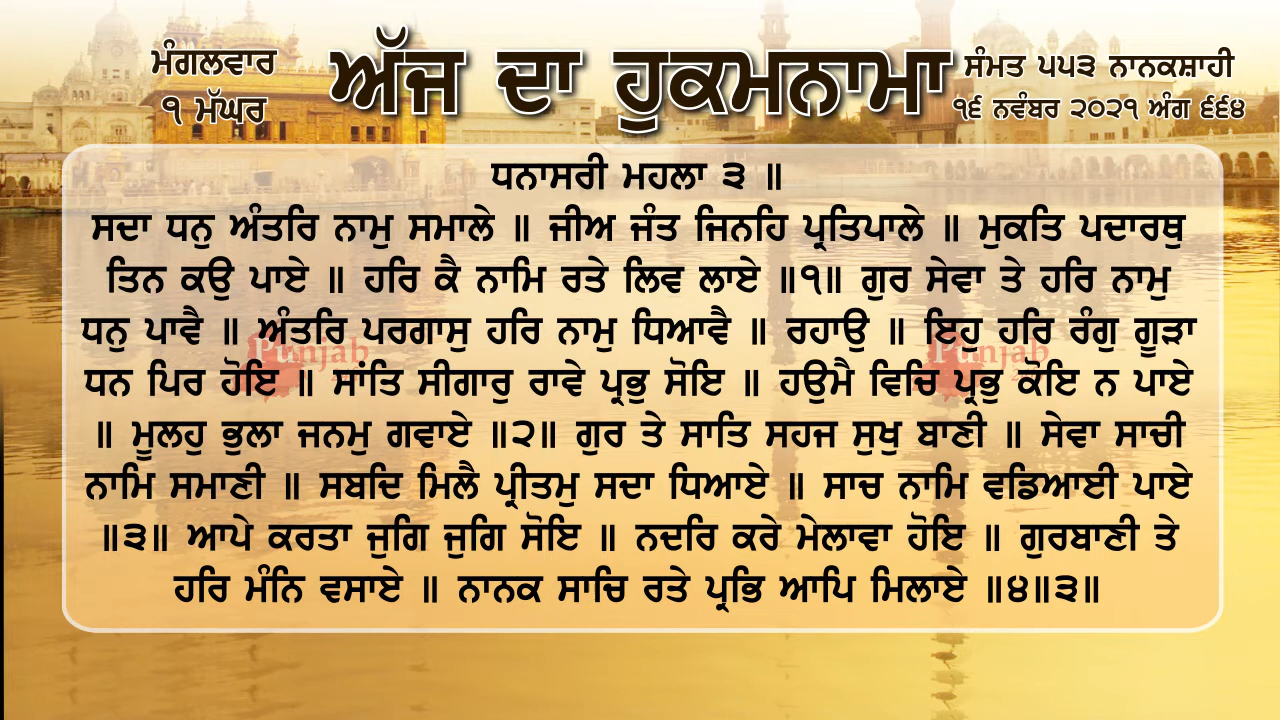 ਮੰਗਲਵਾਰ
੧ ਮੱਘਰ
ਅੱਜ ਦਾ ਹੁਕਮਨਾਮਾ
ਸੰਮਤ ੫੫੩ ਨਾਨਕਸ਼ਾਹੀ
੧੬ ਨਵੰਬਰ ੨੦੨੧ ਅੰਗ ੬੬੪
ਧਨਾਸਰੀ ਮਹਲਾ ੩ ॥
ਸਦਾ ਧਨੁ ਅੰਤਰਿ ਨਾਮੁ ਸਮਾਲੇ ॥ ਜੀਅ ਜੰਤ ਜਿਨਹਿ ਪ੍ਰਤਿਪਾਲੇ ॥ ਮੁਕਤਿ ਪਦਾਰਥੁ
ਤਿਨ ਕਉ ਪਾਏ ॥ ਹਰਿ ਕੈ ਨਾਮਿ ਰਤੇ ਲਿਵ ਲਾਏ ॥੧॥ ਗੁਰ ਸੇਵਾ ਤੇ ਹਰਿ ਨਾਮੁ
ਧਨੁ ਪਾਵੈ ॥ ਅੰਤਰਿ ਪਰਗਾਸੁ ਹਰਿ ਨਾਮੁ ਧਿਆਵੈ ॥ ਰਹਾਉ ॥ ਇਹੁ ਹਰਿ ਰੰਗੁ ਗੂੜਾ
ਧਨ ਪਿਰ ਹੋਇ ॥ ਸਾਂਤਿ ਸੀਗਾਰੁ ਰਾਵੇ ਪ੍ਰਭੁ ਸੋਇ ॥ ਹਉਮੈ ਵਿਚਿ ਪ੍ਰਭੁ ਕੋਇ ਨ ਪਾਏ
॥ ਮੂਲਹੁ ਭੁਲਾ ਜਨਮੁ ਗਵਾਏ ॥੨॥ ਗੁਰ ਤੇ ਸਾਤਿ ਸਹਜ ਸੁਖੁ ਬਾਣੀ ॥ ਸੇਵਾ ਸਾਚੀ
ਨਾਮਿ ਸਮਾਣੀ ॥ ਸਬਦਿ ਮਿਲੈ ਪ੍ਰੀਤਮੁ ਸਦਾ ਧਿਆਏ ॥ ਸਾਚ ਨਾਮਿ ਵਡਿਆਈ ਪਾਏ
॥੩॥ ਆਪੇ ਕਰਤਾ ਜੁਗਿ ਜੁਗਿ ਸੋਇ ॥ ਨਦਰਿ ਕਰੇ ਮੇਲਾਵਾ ਹੋਇ ॥ ਗੁਰਬਾਣੀ ਤੇ
ਹਰਿ ਮੰਨਿ ਵਸਾਏ ॥ ਨਾਨਕ ਸਾਚਿ ਰਤੇ ਪ੍ਰਭਿ ਆਪਿ ਮਿਲਾਏ ॥੪॥੩॥
Punjab
Punjab